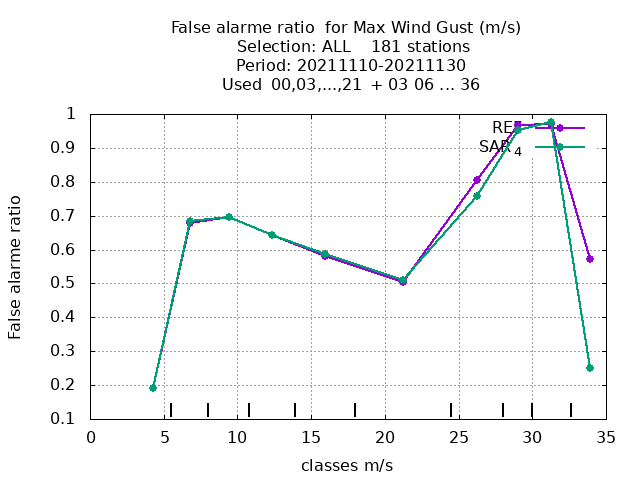 False alarme ratio  for Max Wind Gust (m/s)
Selection: ALL    181 stations
Period: 20211110-20211130
Used  00,03,...,21  + 03 06 ... 36
1
0.9
0.8
0.7
0.6
0.5
0.4
0.3
0.2
0.1
False alarme ratio
SAR 4
0 5 10 15 20 25 30 35
classes m/s